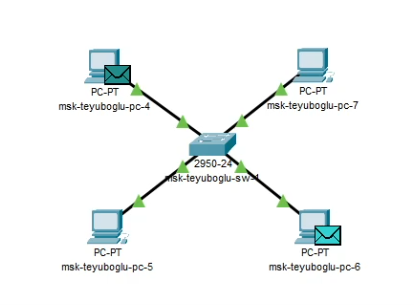 PC-PT
msk-teyuboglu-pc-4
PC-PT
msk-teyuboglu-pc-7
2950-24
msk-teyuboglu-sw-1
PC-PT
msk-teyuboglu-pc-5
PC-PT
msk-teyuboglu-pc-6